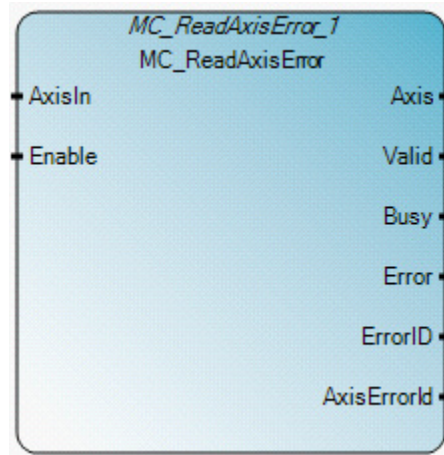 MC_ReadAxisError_1
MC_ReadAxisError
AxisIn Axis
Enable Valid
Busy
Error
ErrorID
AxisErrorId